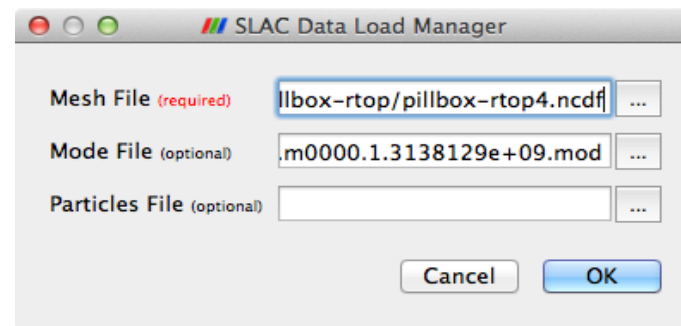 SLAC Data Load Manager
Mesh File (required) llbox-rtop/pillbox-rtop4.ncdf ...
Mode File (optional) .m0000.1.3138129e+09.mod ...
Particles File (optional) ...
Cancel OK